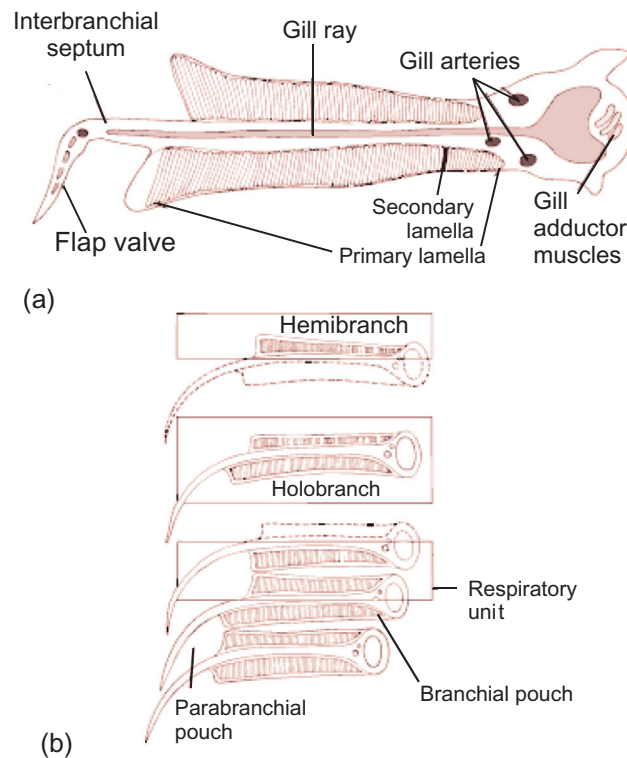 Interbranchial
septum
Gill ray
Gill arteries
Flap valve
Secondary
lamella
Primary lamella
Gill
adductor
muscles
(a)
Hemibranch
Holobranch
Respiratory
unit
Branchial pouch
Parabranchial
pouch
(b)